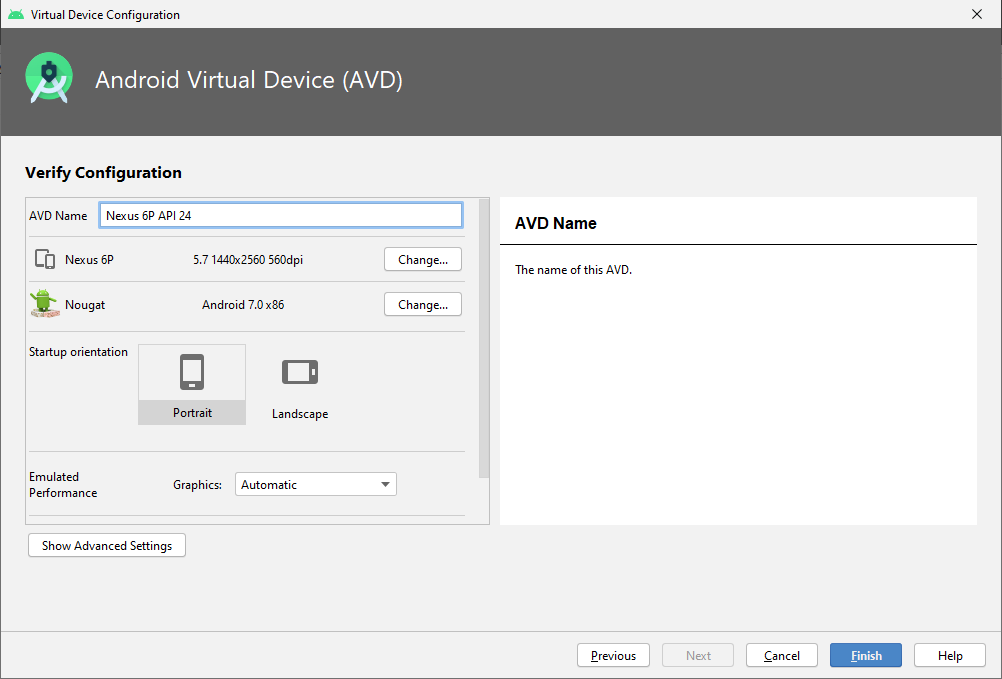 Virtual Device Configuration
Android Virtual Device (AVD)
Verify Configuration
AVD Name Nexus 6P API 24
Nexus 6P 5.7 1440x2560 560dpi Change...
Nougat Android 7.0 x86 Change...
Startup orientation
Portrait Landscape
Emulated
Performance
Graphics: Automatic
Show Advanced Settings
AVD Name
The name of this AVD.
Previous Next Cancel Finish Help